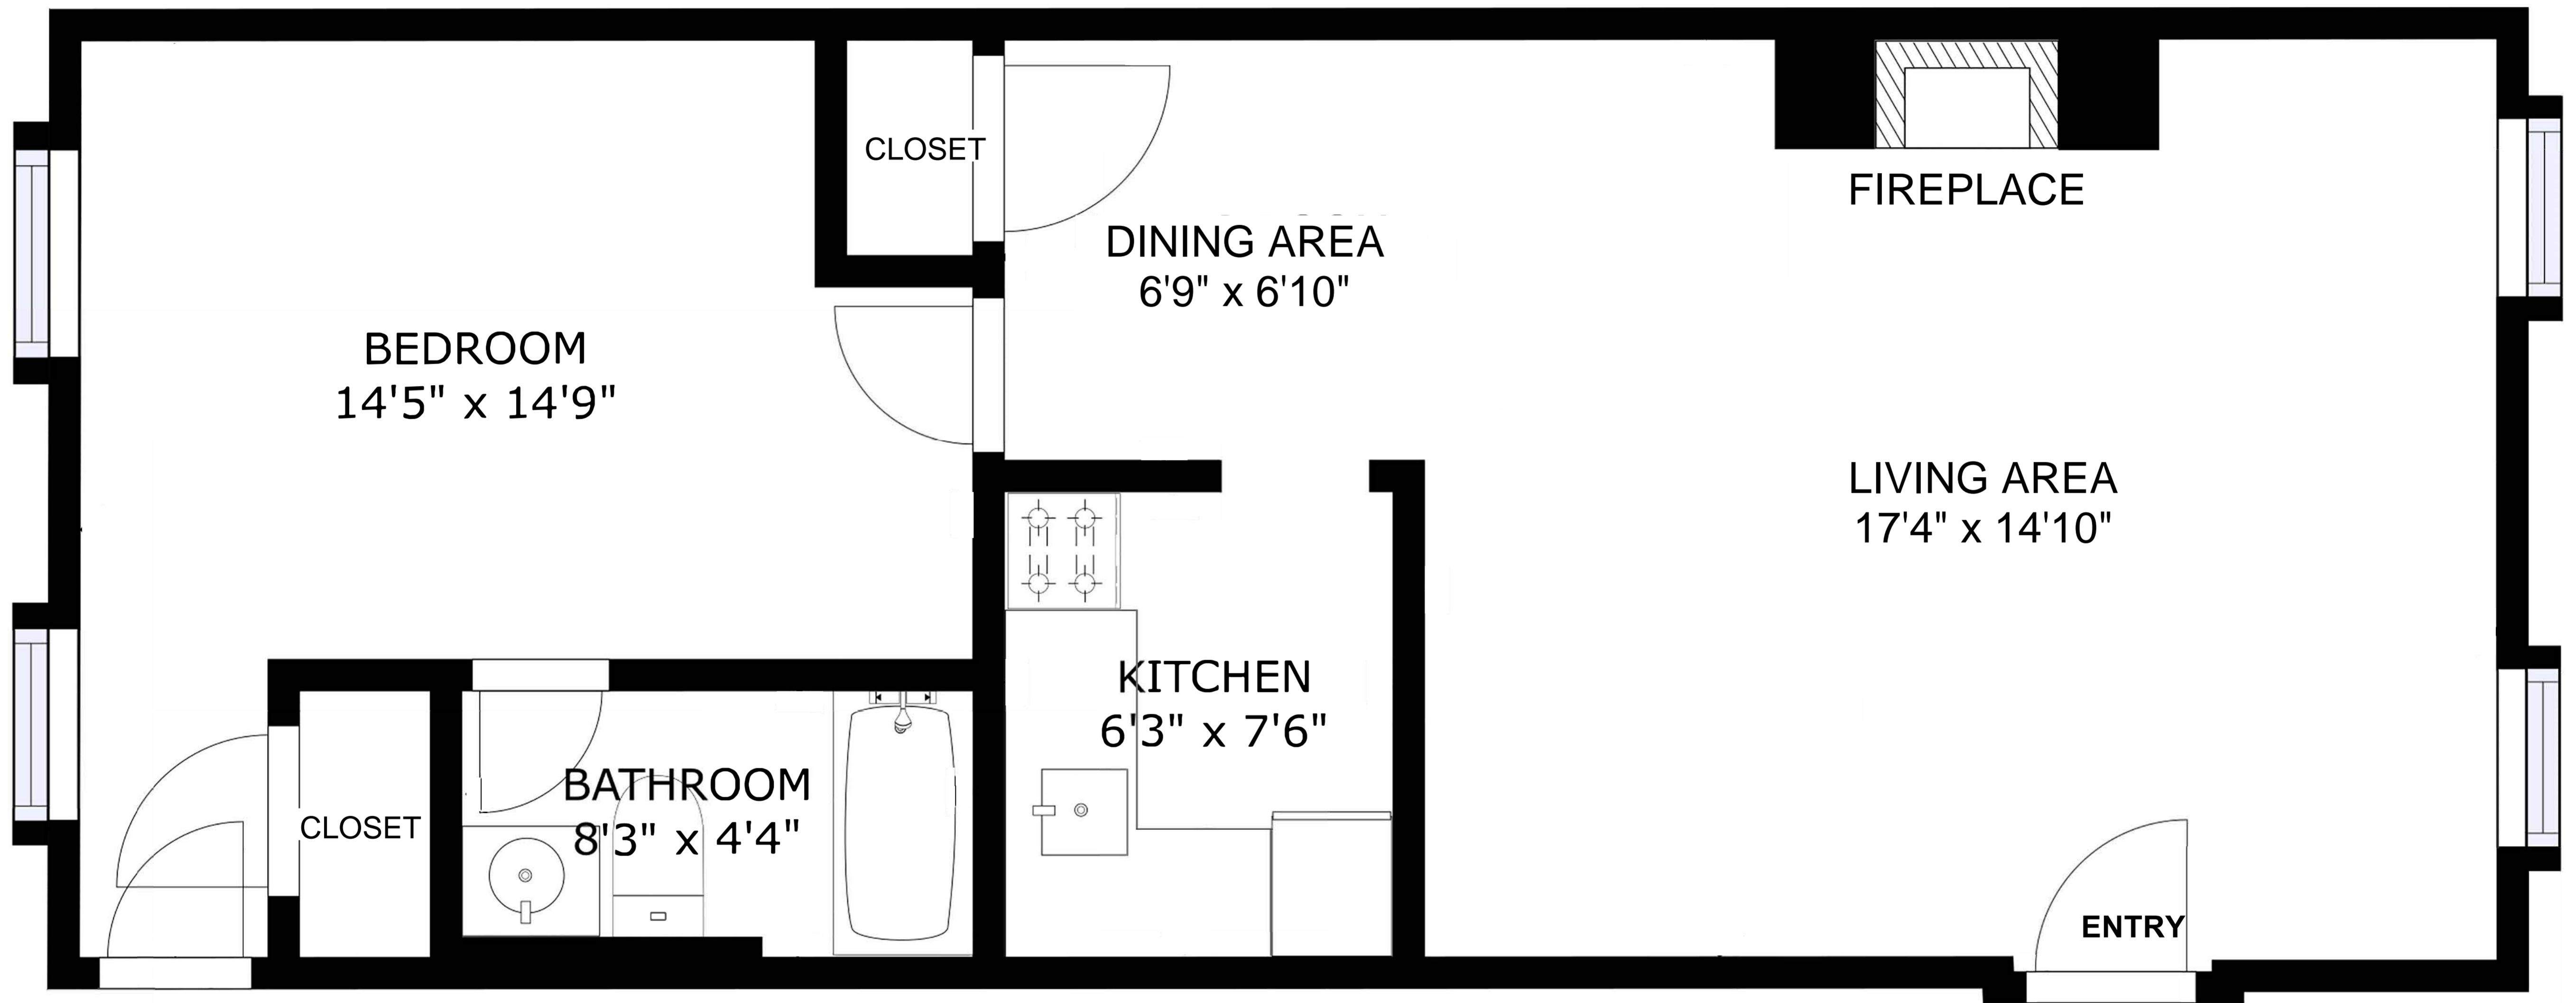 CLOSET
FIREPLACE
DINING AREA
6'9" x 6'10"
BEDROOM
14'5" x 14'9"
LIVING AREA
17'4" x 14'10"
KITCHEN
6'3" x 7'6"
BATHROOM
8'3" x 4'4"
CLOSET
ENTRY